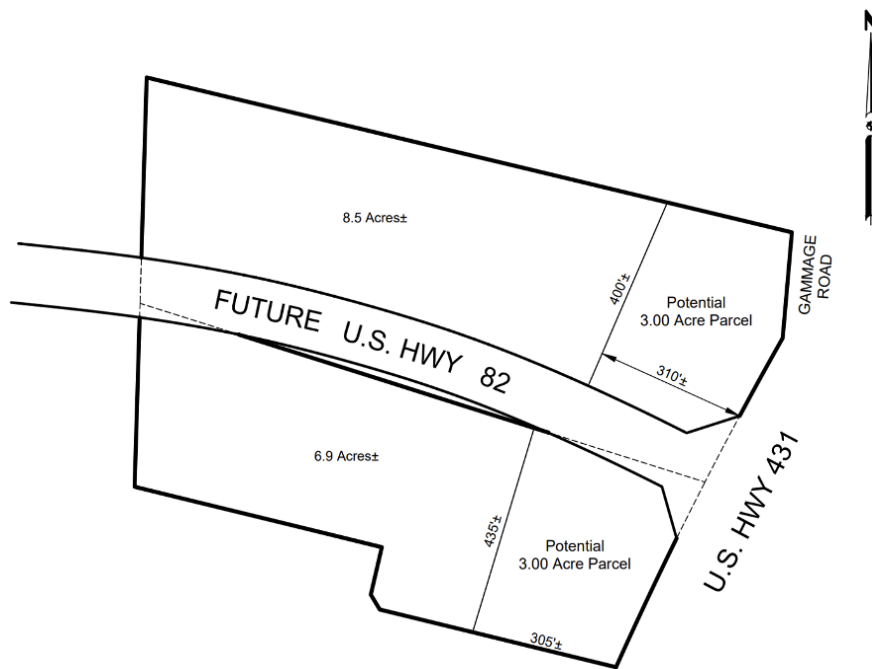 N
8.5 Acres±
GAMMAGE
ROAD
400'±
Potential
3.00 Acre Parcel
FUTURE U.S. HWY 82
310'±
6.9 Acres±
U.S. HWY 431
435'±
Potential
3.00 Acre Parcel
305'±